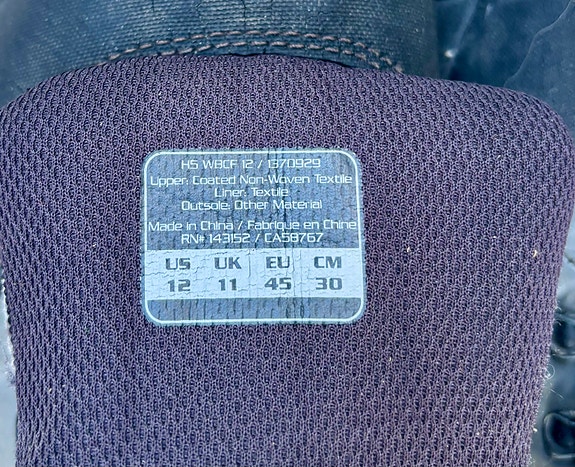 HS WBCF 12 / 1370929
Upper: Coated Non-Woven Textile
Liner: Textile
Outsole: Other Material
Made in China / Fabriqué en Chine
RN# 143152 / CA58767
US UK EU CM
12 11 45 30